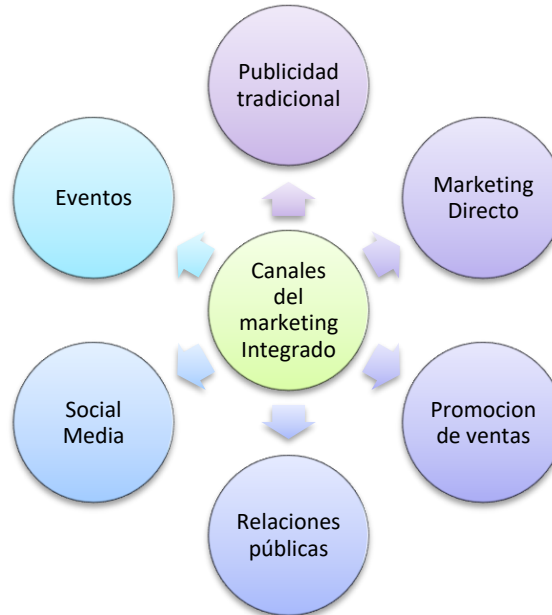 Publicidad
tradicional
Marketing
Directo
Promocion
de ventas
Relaciones
públicas
Social
Media
Eventos
Canales
del
marketing
Integrado